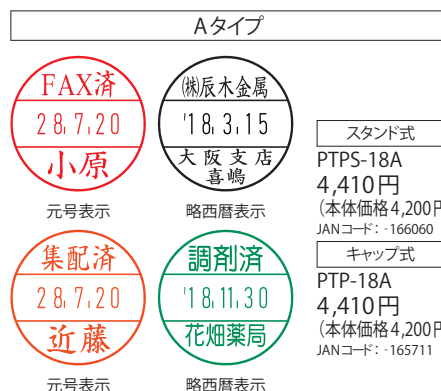 Aタイプ
FAX済
28.7.20
小原
元号表示
㈱辰木金属
'18.3.15
大阪支店
喜嶋
略西暦表示
集配済
28.7.20
近藤
元号表示
調剤済
'18.11.30
花畑薬局
略西暦表示
スタンド式
PTPS-18A
4,410円
(本体価格4,200円
JANコード：-166060
キャップ式
PTP-18A
4,410円
(本体価格4,200円
JANコード：-165711